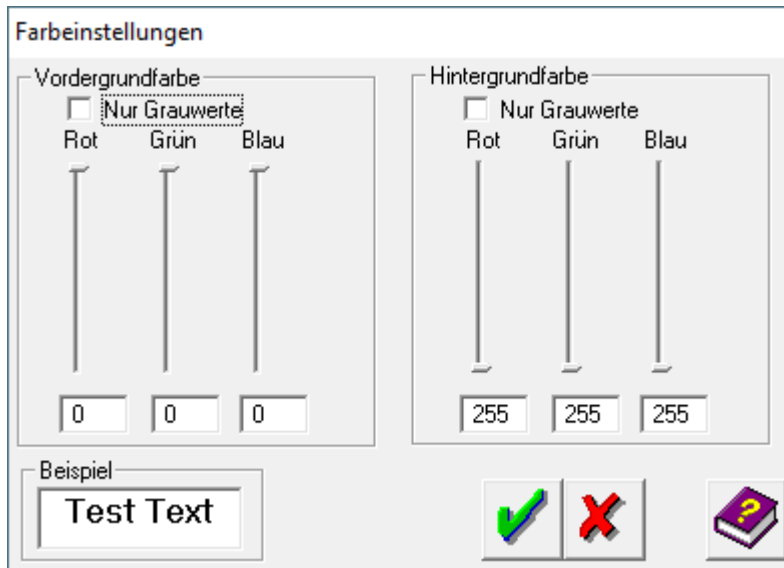 Farbeinstellungen
Vordergrundfarbe
Nur Grauwerte
Rot Grün Blau
0 0 0
Hintergrundfarbe
Nur Grauwerte
Rot Grün Blau
255 255 255
Beispiel
Test Text
?